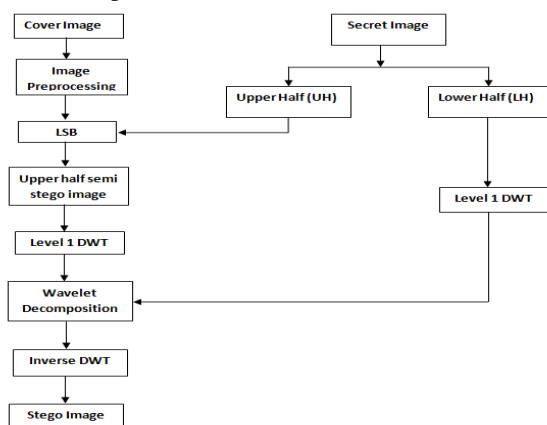 Cover Image
Secret Image
Image
Preprocessing
Upper Half (UH)
Lower Half (LH)
LSB
Upper half semi
stego image
Level 1 DWT
Level 1 DWT
Wavelet
Decomposition
Inverse DWT
Stego Image